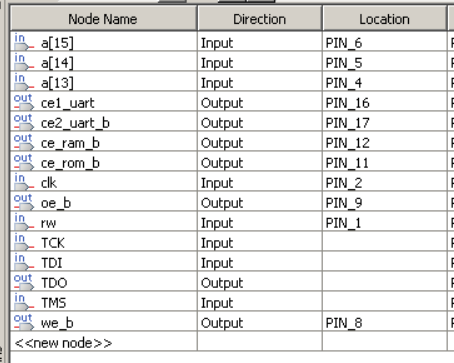 Node Name Direction Location
in a[15] Input PIN_6
in a[14] Input PIN_5
in a[13] Input PIN_4
out ce1_uart Output PIN_16
out ce2_uart_b Output PIN_17
out ce_ram_b Output PIN_12
out ce_rom_b Output PIN_11
in clk Input PIN_2
out oe_b Output PIN_9
in rw Input PIN_1
in TCK Input
in TDI Input
out TDO Output
in TMS Input
out we_b Output PIN_8
<<new node>>